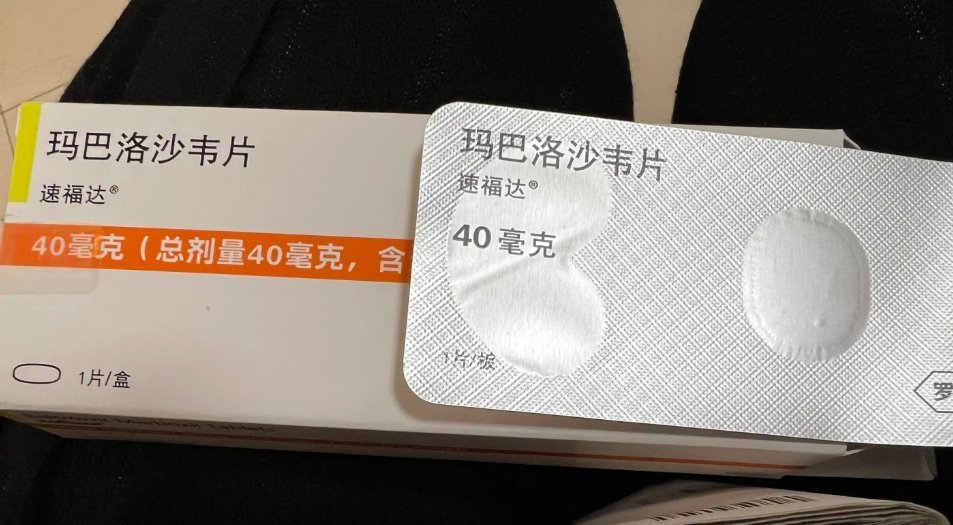 玛巴洛沙韦片
速福达®
40毫克（总剂量40毫克，含
1片/盒
玛巴洛沙韦片
速福达®
40毫克
1片/板
罗
Marboxil Tablets